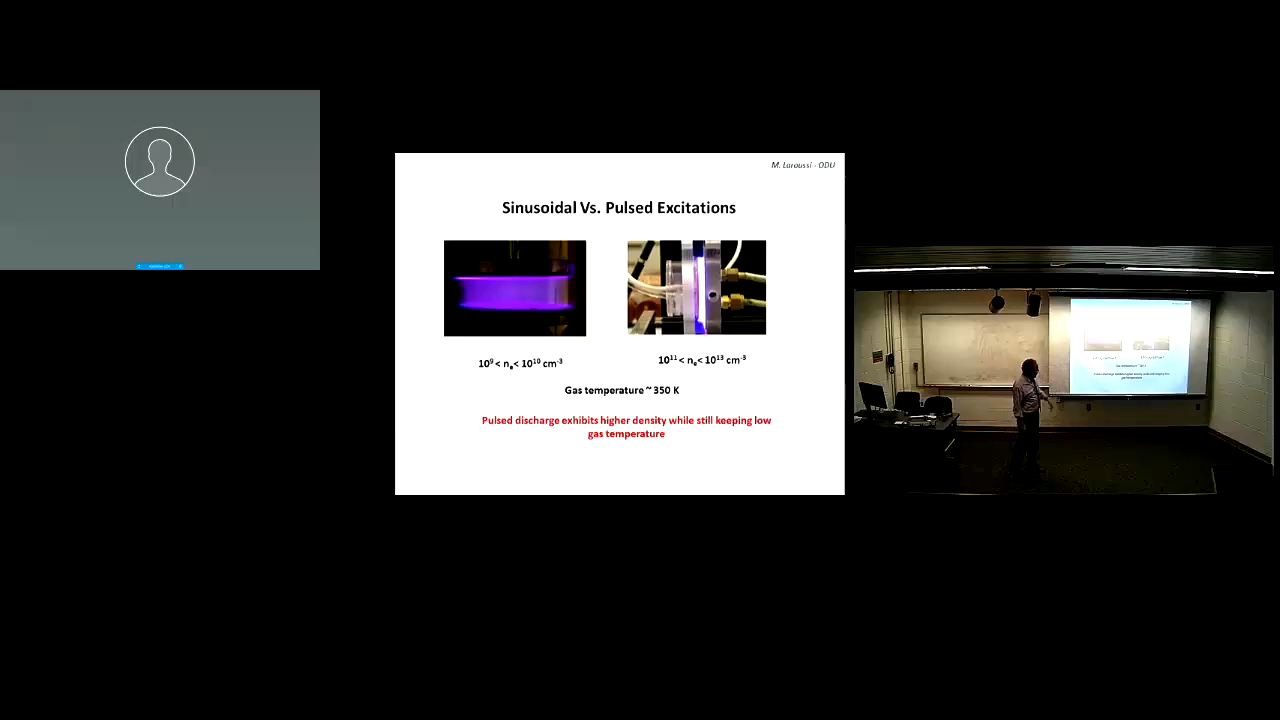 M. Laroussi - ODU
Sinusoidal Vs. Pulsed Excitations
10⁹ < nₑ < 10¹⁰ cm⁻³
10¹¹ < nₑ < 10¹³ cm⁻³
Gas temperature ~ 350 K
Pulsed discharge exhibits higher density while still keeping low
gas temperature